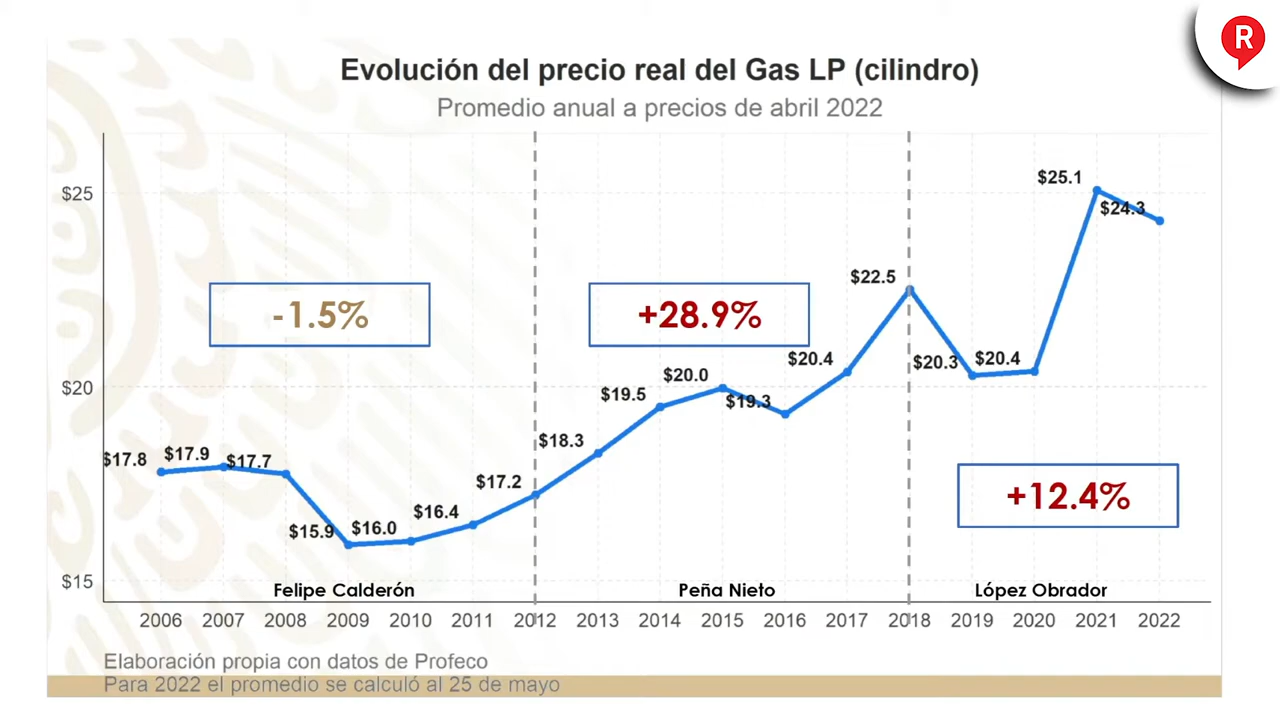 R
Evolución del precio real del Gas LP (cilindro)
Promedio anual a precios de abril 2022
$25
$20
$15
$17.8
$17.9
$17.7
$15.9
$16.0
$16.4
$17.2
$18.3
$19.5
$20.0
$19.3
$20.4
$22.5
$20.3
$20.4
$25.1
$24.3
-1.5%
+28.9%
+12.4%
Felipe Calderón
Peña Nieto
López Obrador
2006 2007 2008 2009 2010 2011 2012 2013 2014 2015 2016 2017 2018 2019 2020 2021 2022
Elaboración propia con datos de Profeco
Para 2022 el promedio se calculó al 25 de mayo